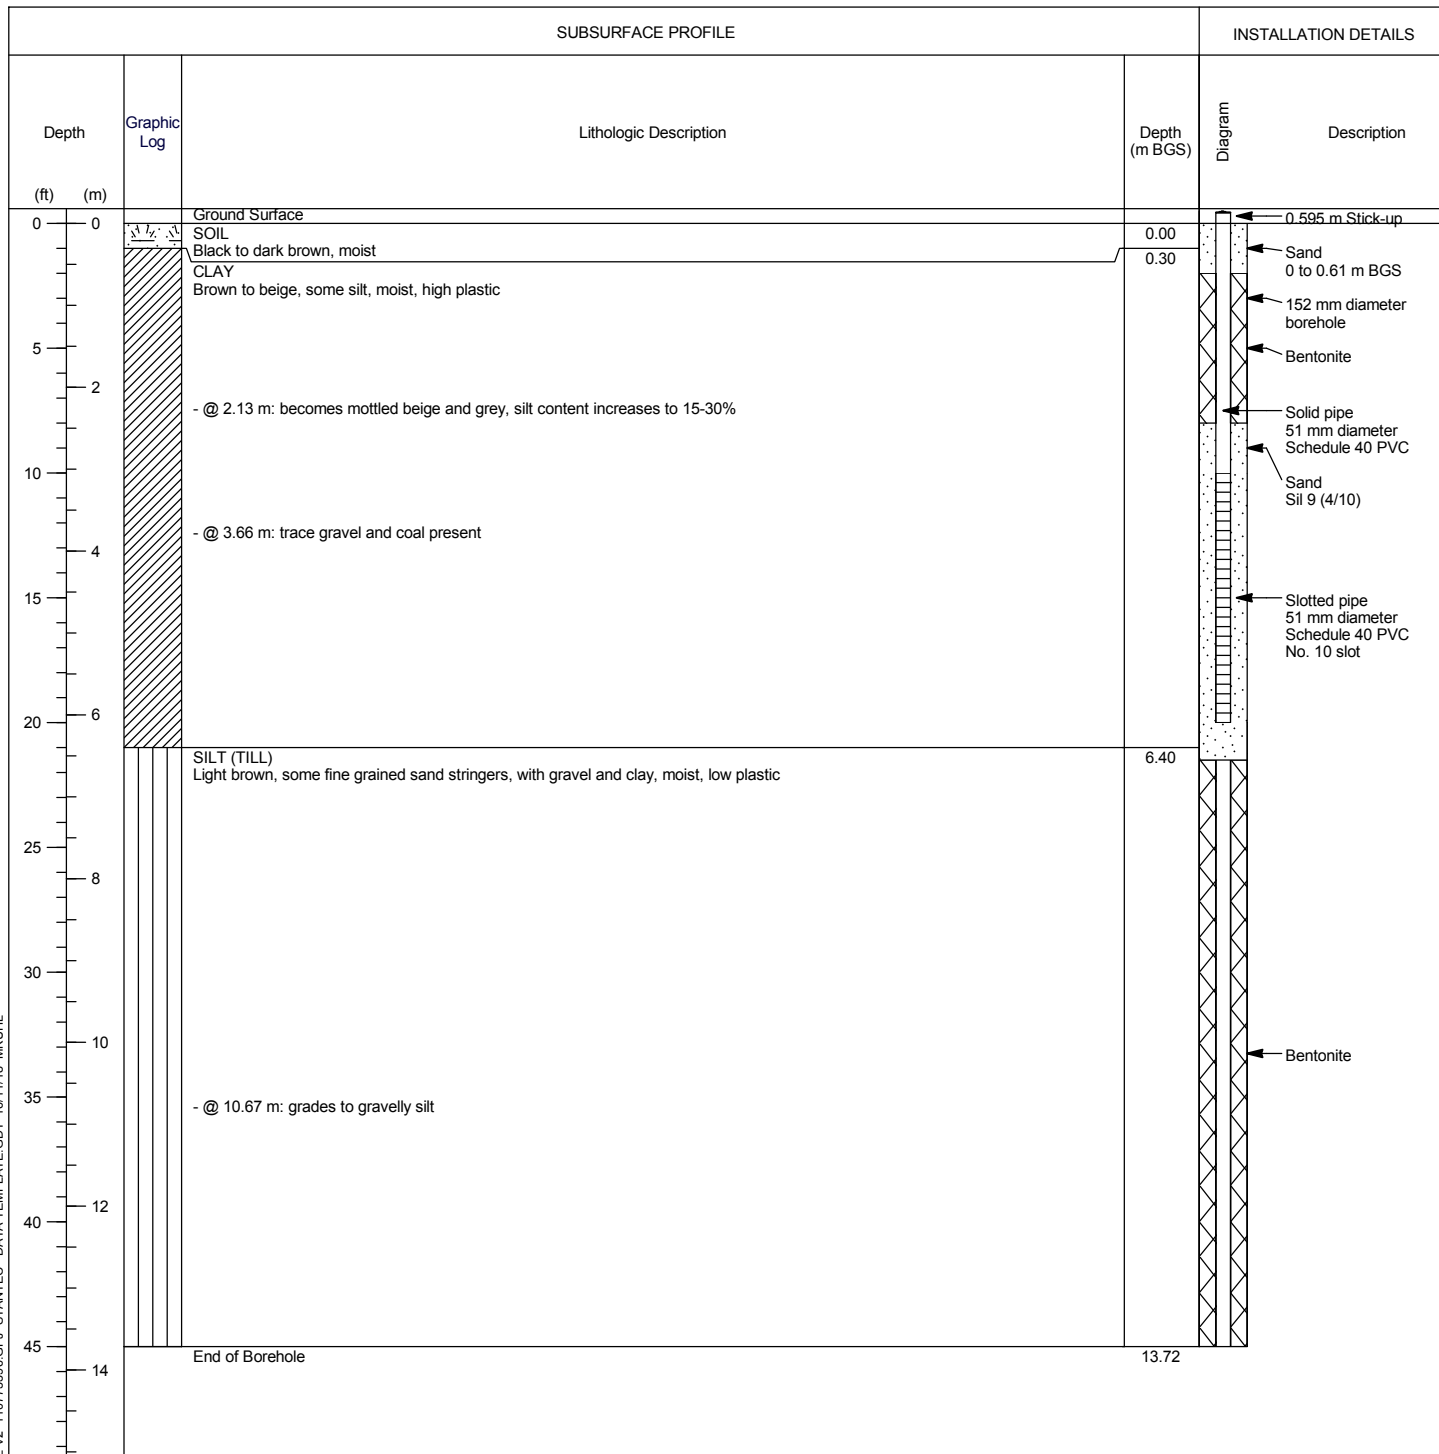 SUBSURFACE PROFILE
INSTALLATION DETAILS
Depth
Graphic
Log
Lithologic Description
Depth
(m BGS)
Diagram
Description
(ft)
(m)
Ground Surface
0.595 m Stick-up
0
0
SOIL
0.00
Black to dark brown, moist
Sand
0 to 0.61 m BGS
0.30
CLAY
Brown to beige, some silt, moist, high plastic
152 mm diameter
borehole
5
Bentonite
2
- @ 2.13 m: becomes mottled beige and grey, silt content increases to 15-30%
Solid pipe
51 mm diameter
Schedule 40 PVC
10
Sand
Sil 9 (4/10)
- @ 3.66 m: trace gravel and coal present
4
15
Slotted pipe
51 mm diameter
Schedule 40 PVC
No. 10 slot
6
20
SILT (TILL)
6.40
Light brown, some fine grained sand stringers, with gravel and clay, moist, low plastic
25
8
30
10
Bentonite
35
- @ 10.67 m: grades to gravelly silt
12
40
45
End of Borehole
13.72
14